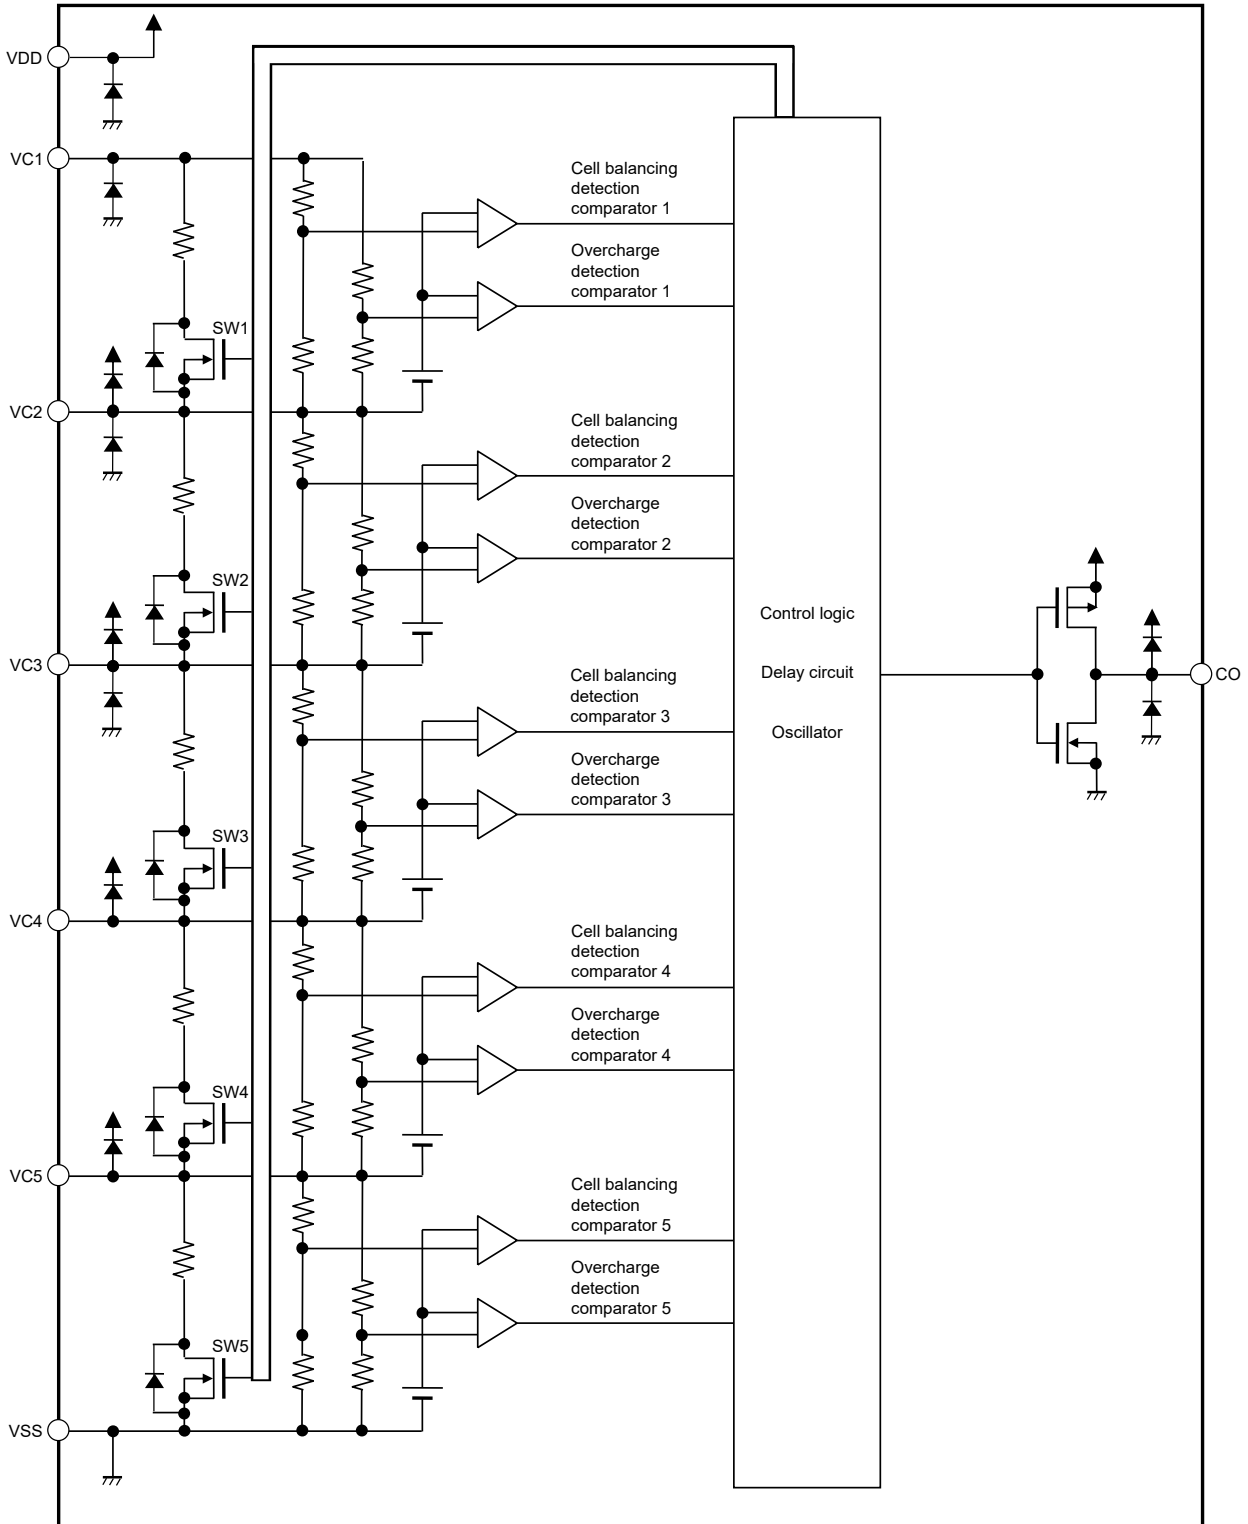 VDD
VC1
Cell balancing
detection
comparator 1
Overcharge
detection
comparator 1
SW1
VC2
Cell balancing
detection
comparator 2
Overcharge
detection
comparator 2
SW2
VC3
Cell balancing
detection
comparator 3
Overcharge
detection
comparator 3
SW3
VC4
Cell balancing
detection
comparator 4
Overcharge
detection
comparator 4
SW4
VC5
Cell balancing
detection
comparator 5
Overcharge
detection
comparator 5
SW5
VSS
Control logic
Delay circuit
Oscillator
CO